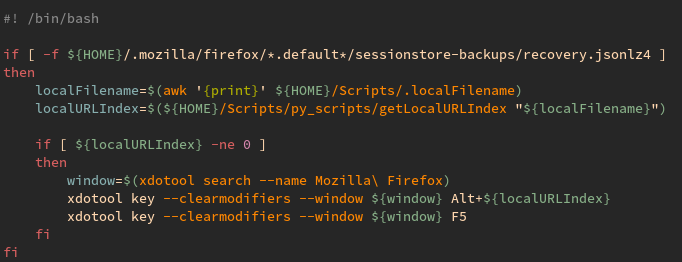 #! /bin/bash

if [ -f ${HOME}/.mozilla/firefox/*.default*/sessionstore-backups/recovery.jsonlz4 ]
then
    localFilename=$(awk '{print}' ${HOME}/Scripts/.localFilename)
    localURLIndex=$(${HOME}/Scripts/py_scripts/getLocalURLIndex "${localFilename}")

    if [ ${localURLIndex} -ne 0 ]
    then
        window=$(xdotool search --name Mozilla\ Firefox)
        xdotool key --clearmodifiers --window ${window} Alt+${localURLIndex}
        xdotool key --clearmodifiers --window ${window} F5
    fi
fi